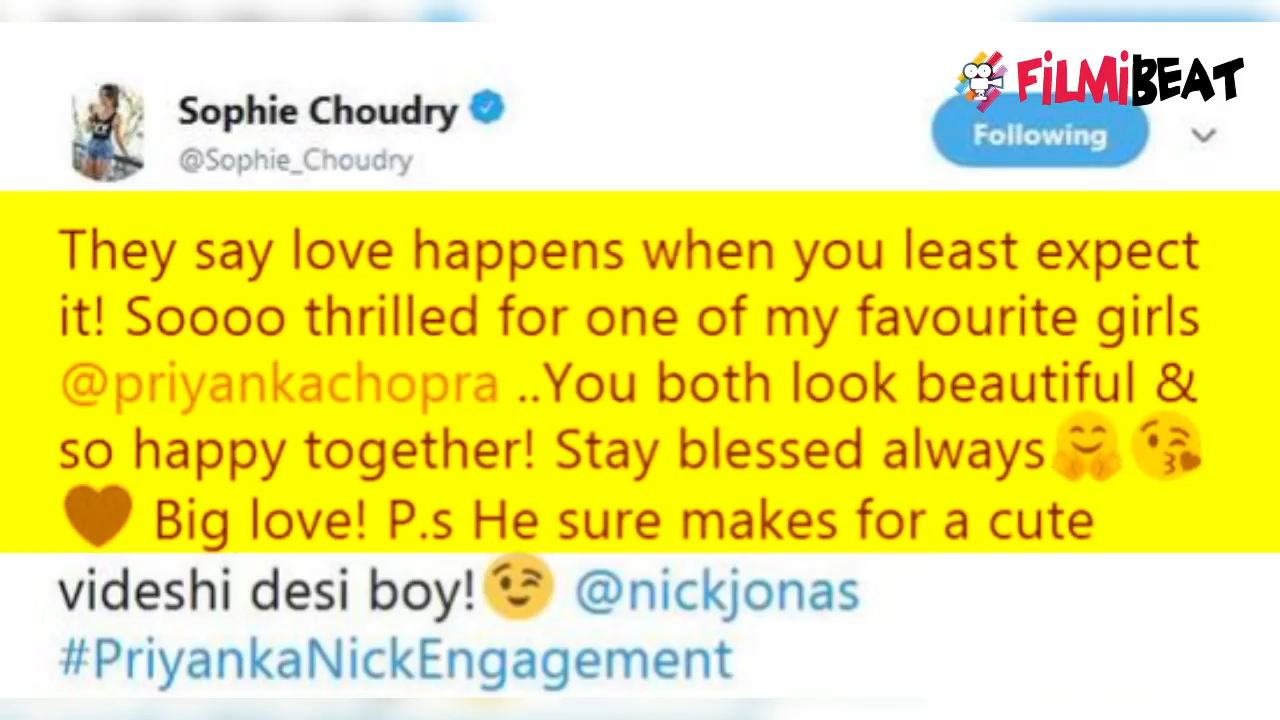 FILMIBEAT
Sophie Choudry
@Sophie_Choudry
Following
They say love happens when you least expect
it! Soooo thrilled for one of my favourite girls
@priyankachopra ..You both look beautiful &
so happy together! Stay blessed always🤗😘
❤ Big love! P.s He sure makes for a cute
videshi desi boy!😉 @nickjonas
#PriyankaNickEngagement